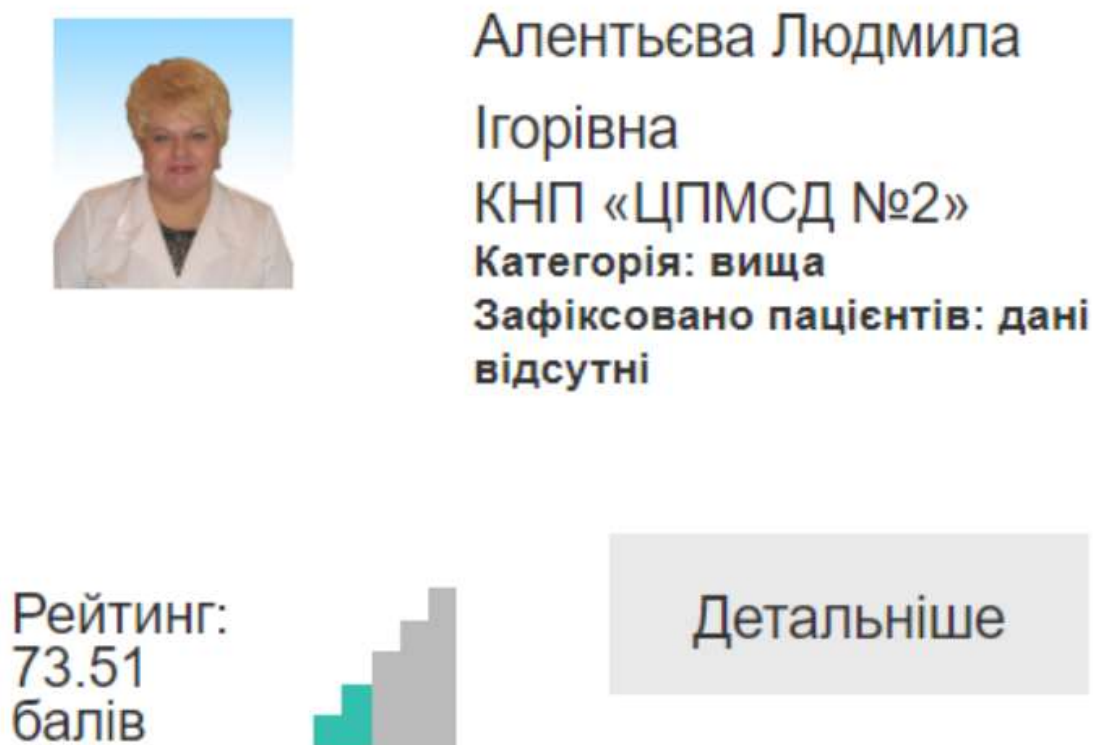 Алентьєва Людмила
Ігорівна
КНП «ЦПМСД №2»
Категорія: вища
Зафіксовано пацієнтів: дані
відсутні
Рейтинг:
73.51
балів
Детальніше